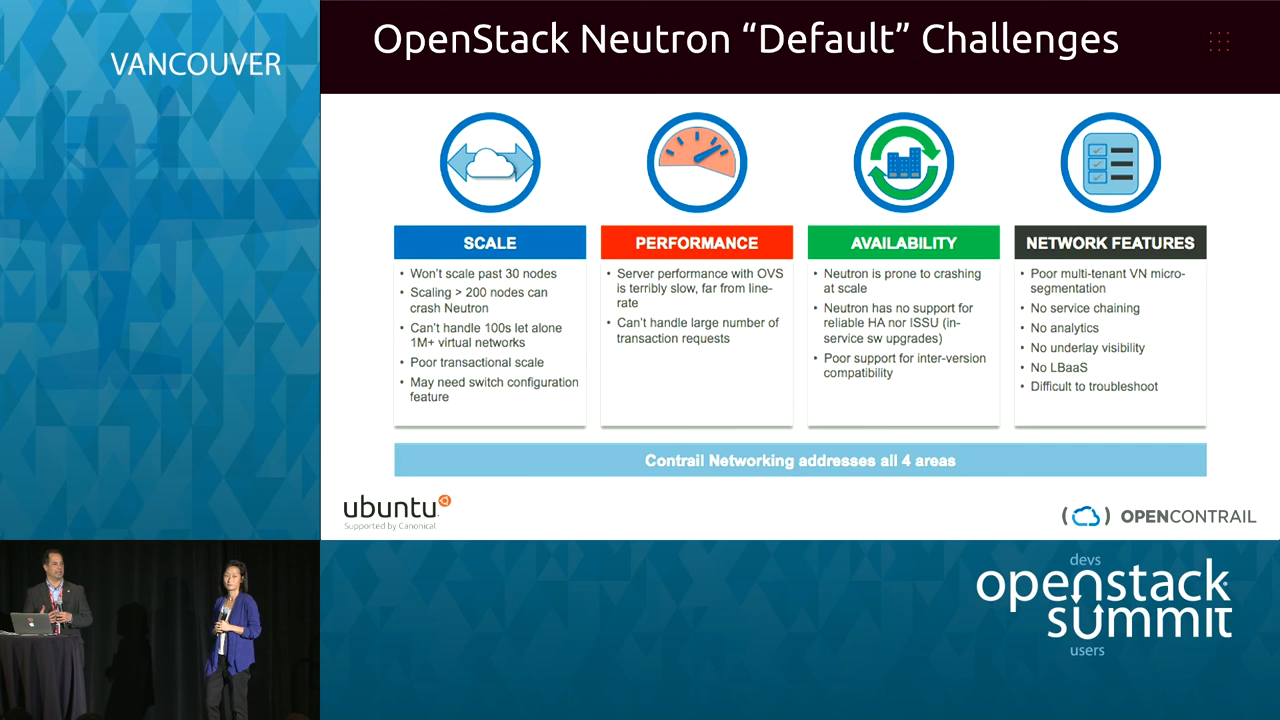 VANCOUVER
OpenStack Neutron “Default” Challenges
SCALE
• Won’t scale past 30 nodes
• Scaling > 200 nodes can
crash Neutron
• Can’t handle 100s let alone
1M+ virtual networks
• Poor transactional scale
• May need switch configuration
feature
PERFORMANCE
• Server performance with OVS
is terribly slow, far from line-
rate
• Can’t handle large number of
transaction requests
AVAILABILITY
• Neutron is prone to crashing
at scale
• Neutron has no support for
reliable HA nor ISSU (in-
service sw upgrades)
• Poor support for inter-version
compatibility
NETWORK FEATURES
• Poor multi-tenant VN micro-
segmentation
• No service chaining
• No analytics
• No underlay visibility
• No LBaaS
• Difficult to troubleshoot
Contrail Networking addresses all 4 areas
ubuntu
Supported by Canonical
OPENCONTRAIL
devs
openstack
summit
users